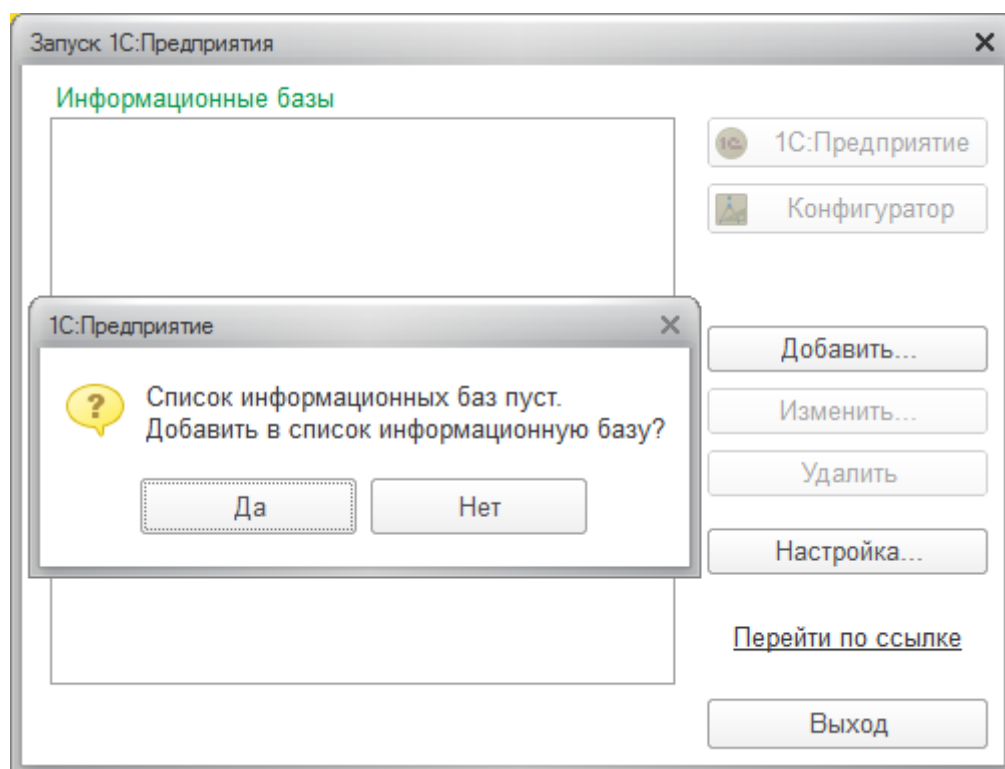 Запуск 1С:Предприятия
Информационные базы
1С:Предприятие
Конфигуратор
1С:Предприятие
Список информационных баз пуст.
Добавить в список информационную базу?
Да
Нет
Добавить...
Изменить...
Удалить
Настройка...
Перейти по ссылке
Выход